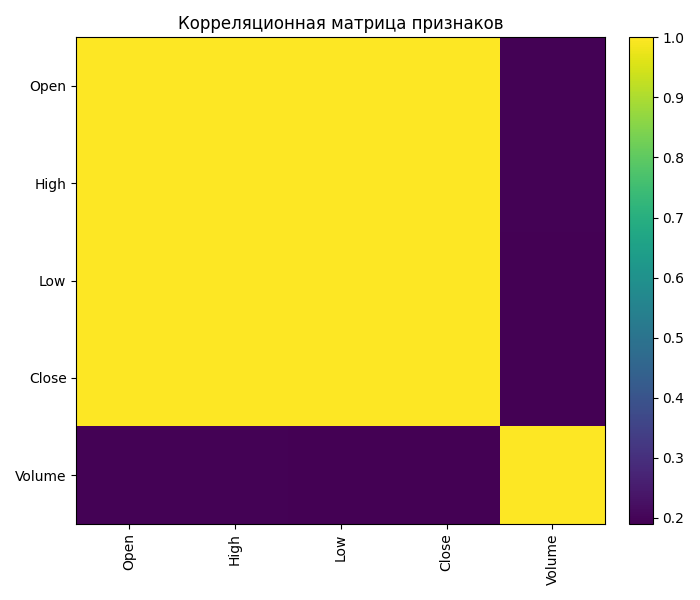 Корреляционная матрица признаков
Open
High
Low
Close
Volume
Open
High
Low
Close
Volume
1.0
0.9
0.8
0.7
0.6
0.5
0.4
0.3
0.2